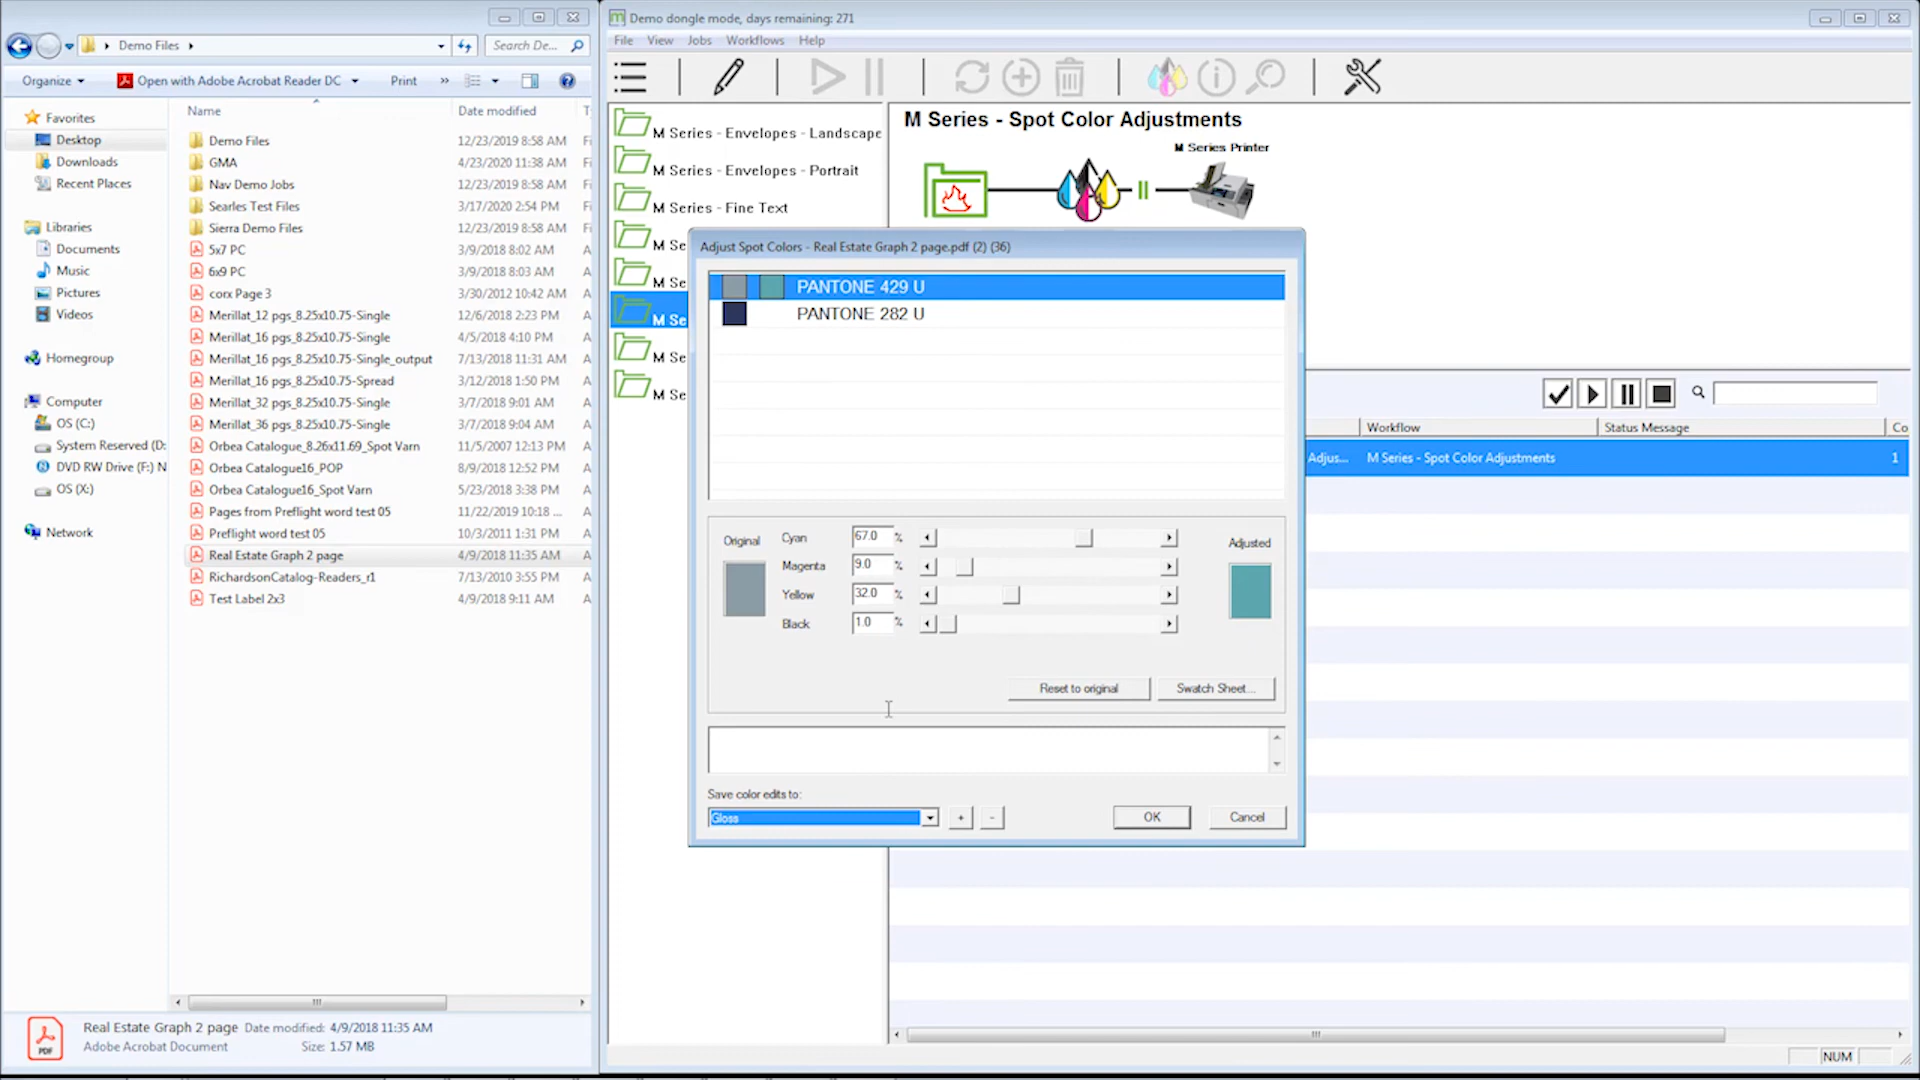 Demo Files
Search De...
Organize
Open with Adobe Acrobat Reader DC
Print
»
Name
Date modified
Favorites
Desktop
Downloads
Recent Places
Libraries
Documents
Music
Pictures
Videos
Homegroup
Computer
OS (C:)
System Reserved (D:
DVD RW Drive (F:) N
OS (X:)
Network
Demo Files 12/23/2019 8:58 AM Fi
GMA 4/23/2020 11:38 AM Fi
Nav Demo Jobs 12/23/2019 8:58 AM Fi
Searles Test Files 3/17/2020 2:54 PM Fi
Sierra Demo Files 12/23/2019 8:58 AM Fi
5x7 PC 3/9/2018 8:02 AM A
6x9 PC 3/9/2018 8:03 AM A
corx Page 3 3/30/2012 10:42 AM A
Merillat_12 pgs_8.25x10.75-Single 12/6/2018 2:23 PM A
Merillat_16 pgs_8.25x10.75-Single 4/5/2018 4:10 PM A
Merillat_16 pgs_8.25x10.75-Single_output 7/13/2018 11:31 AM A
Merillat_16 pgs_8.25x10.75-Spread 3/12/2018 1:50 PM A
Merillat_32 pgs_8.25x10.75-Single 3/7/2018 9:01 AM A
Merillat_36 pgs_8.25x10.75-Single 3/7/2018 9:04 AM A
Orbea Catalogue_8.26x11.69_Spot Varn 11/5/2007 12:13 PM A
Orbea Catalogue16_POP 8/9/2018 12:52 PM A
Orbea Catalogue16_Spot Varn 5/23/2018 3:38 PM A
Pages from Preflight word test 05 11/22/2019 10:18 ... A
Preflight word test 05 10/3/2011 1:31 PM A
Real Estate Graph 2 page 4/9/2018 11:35 AM A
RichardsonCatalog-Readers_r1 7/13/2010 3:55 PM A
Test Label 2x3 4/9/2018 9:11 AM A
Real Estate Graph 2 page Date modified: 4/9/2018 11:35 AM
Adobe Acrobat Document Size: 1.57 MB
PDF
Demo dongle mode, days remaining: 271
File View Jobs Workflows Help
M Series - Envelopes - Landscape
M Series - Envelopes - Portrait
M Series - Fine Text
M Se
M Se
M Se
M Se
M Se
M Series - Spot Color Adjustments
M Series Printer
Workflow Status Message Co
Adjus... M Series - Spot Color Adjustments 1
Adjust Spot Colors - Real Estate Graph 2 page.pdf (2) (36)
PANTONE 429 U
PANTONE 282 U
Original
Cyan 67.0 %
Magenta 9.0 %
Yellow 32.0 %
Black 1.0 %
Adjusted
Reset to original
Swatch Sheet...
Save color edits to:
Gloss
+
-
OK
Cancel
NUM